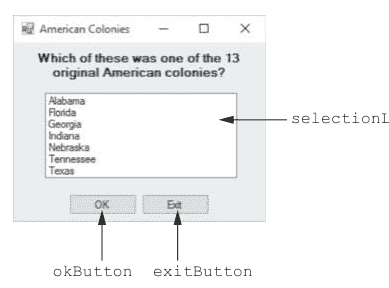 American Colonies
Which of these was one of the 13
original American colonies?
Alabama
Florida
Georgia
Indiana
Nebraska
Tennessee
Texas
selectionL
OK
Exit
okButton
exitButton